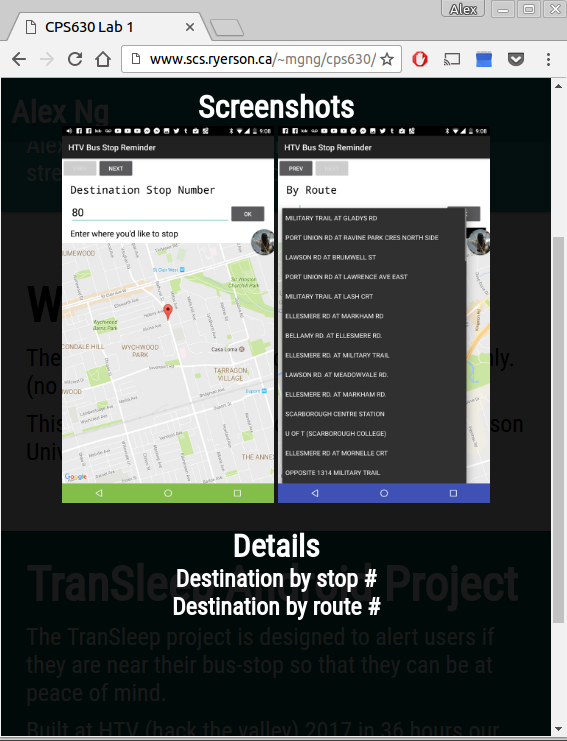 Alex
CPS630 Lab 1
www.scs.ryerson.ca/~mgng/cps630/
Alex Ng
Screenshots
9:08
HTV Bus Stop Reminder
NEXT
Destination Stop Number
80
OK
Enter where you'd like to stop
St Clair West
WYCHWOOD
PARK
Casa Loma
TARRAGON
VILLAGE
Dupont
THE ANNEX
Google
9:08
HTV Bus Stop Reminder
PREV
By Route
MILITARY TRAIL AT GLADYS RD
PORT UNION RD AT RAVINE PARK CRES NORTH SIDE
LAWSON RD AT BRUMWELL ST
PORT UNION RD AT LAWRENCE AVE EAST
MILITARY TRAIL AT LASH CRT
ELLESMERE RD AT MARKHAM RD
BELLAMY RD. AT ELLESMERE RD.
ELLESMERE RD. AT MILITARY TRAIL
LAWSON RD. AT MEADOWVALE RD.
ELLESMERE RD. AT MARKHAM RD.
SCARBOROUGH CENTRE STATION
U OF T (SCARBOROUGH COLLEGE)
ELLESMERE RD AT MORNELLE CRT
OPPOSITE 1314 MILITARY TRAIL
Details
Destination by stop #
Destination by route #
TranSleep Android Project
The TranSleep project is designed to alert users if
they are near their bus-stop so that they can be at
peace of mind.
Built at HTV (hack the valley) 2017 in 36 hours our